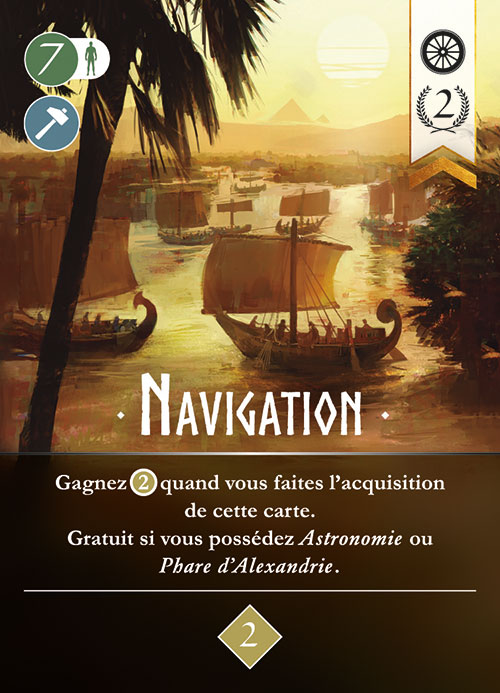 7
2
NAVIGATION
Gagnez 2 quand vous faites l'acquisition
de cette carte.
Gratuit si vous possédez Astronomie ou
Phare d'Alexandrie.
2